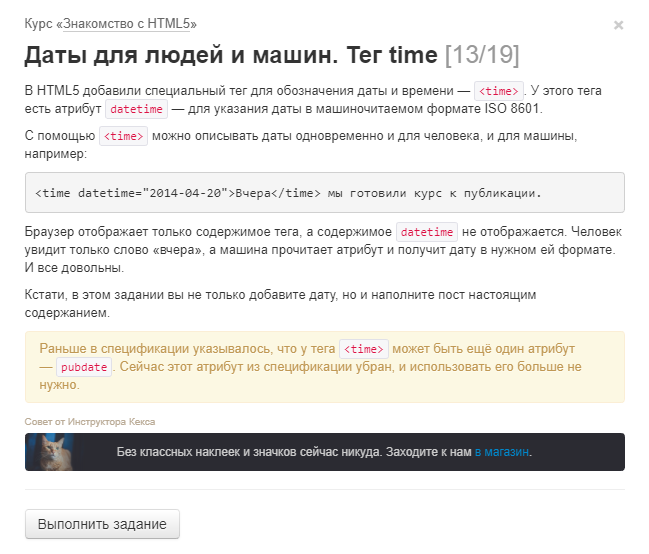 Курс «Знакомство с HTML5»
×
Даты для людей и машин. Тег time [13/19]
В HTML5 добавили специальный тег для обозначения даты и времени — <time>. У этого тега
есть атрибут datetime — для указания даты в машиночитаемом формате ISO 8601.
С помощью <time> можно описывать даты одновременно и для человека, и для машины,
например:
<time datetime="2014-04-20">Вчера</time> мы готовили курс к публикации.
Браузер отображает только содержимое тега, а содержимое datetime не отображается. Человек
увидит только слово «вчера», а машина прочитает атрибут и получит дату в нужном ей формате.
И все довольны.
Кстати, в этом задании вы не только добавите дату, но и наполните пост настоящим
содержанием.
Раньше в спецификации указывалось, что у тега <time> может быть ещё один атрибут
— pubdate. Сейчас этот атрибут из спецификации убран, и использовать его больше не
нужно.
Совет от Инструктора Кекса
Без классных наклеек и значков сейчас никуда. Заходите к нам в магазин.
Выполнить задание